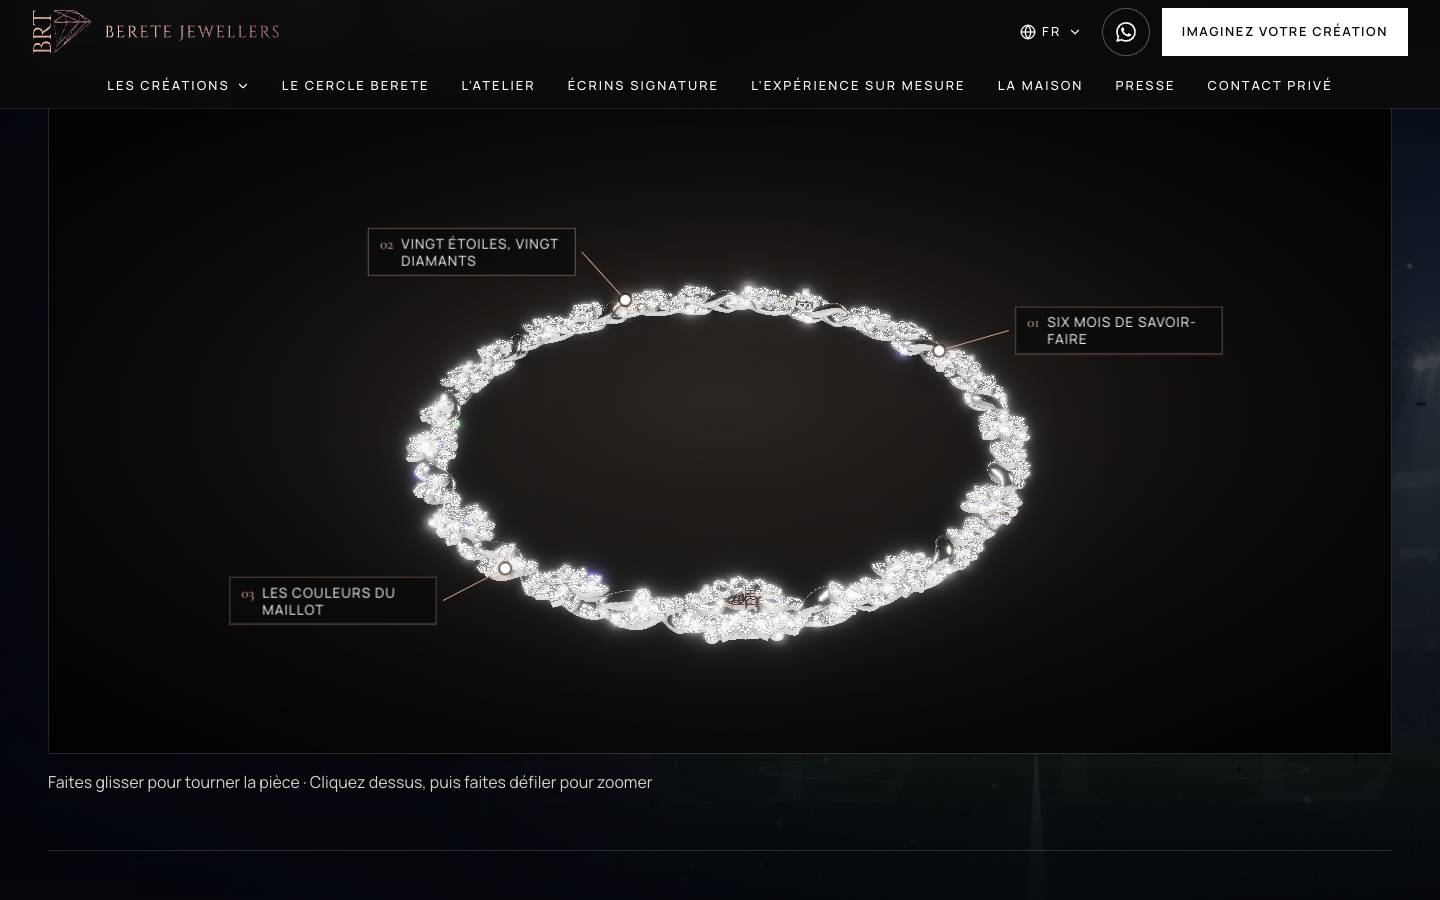 BRT
BERETE JEWELLERS
FR
IMAGINEZ VOTRE CRÉATION
LES CRÉATIONS
LE CERCLE BERETE
L'ATELIER
ÉCRINS SIGNATURE
L'EXPÉRIENCE SUR MESURE
LA MAISON
PRESSE
CONTACT PRIVÉ
02 VINGT ÉTOILES, VINGT
DIAMANTS
01 SIX MOIS DE SAVOIR-
FAIRE
03 LES COULEURS DU
MAILLOT
Faites glisser pour tourner la pièce · Cliquez dessus, puis faites défiler pour zoomer